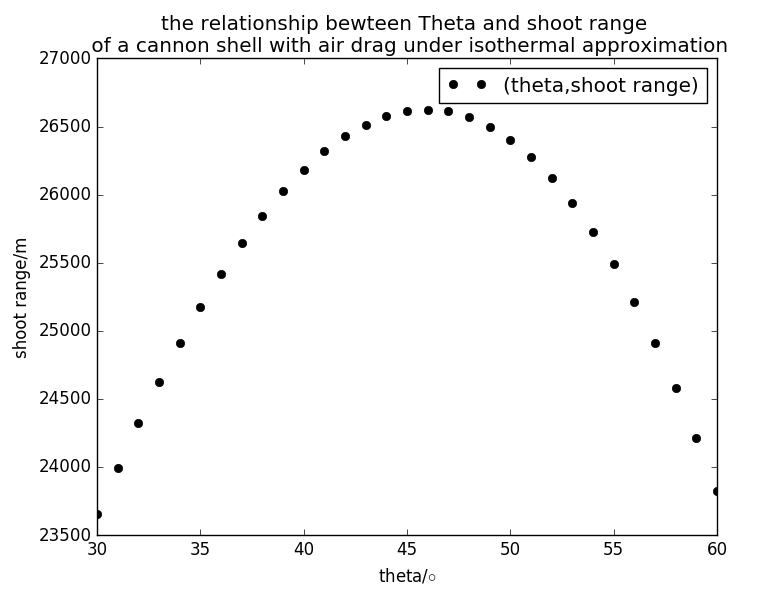 the relationship bewteen Theta and shoot range
of a cannon shell with air drag under isothermal approximation
27000
26500
26000
25500
25000
24500
24000
23500
shoot range/m
(theta,shoot range)
30 35 40 45 50 55 60
theta/○